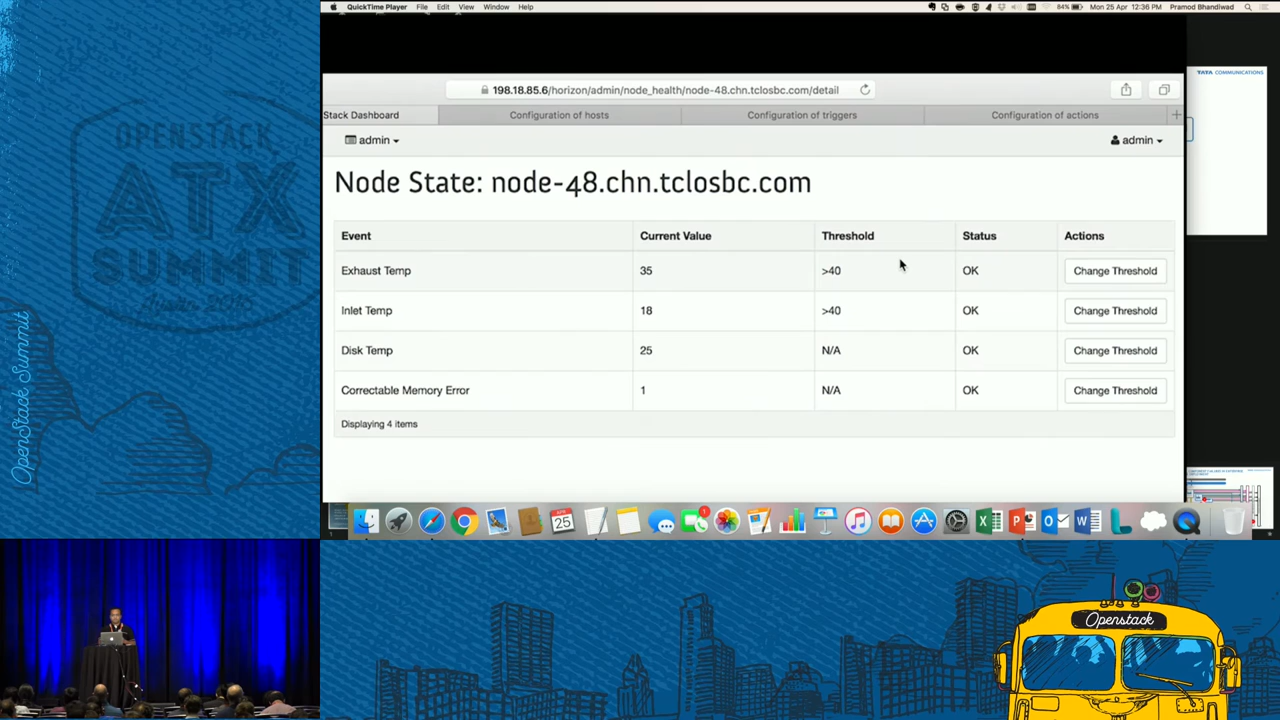 QuickTime Player File Edit View Window Help
84% Mon 25 Apr 12:36 PM Pramod Bhandiwad
TATA COMMUNICATIONS
198.18.85.6/horizon/admin/node_health/node-48.chn.tclosbc.com/detail
Stack Dashboard Configuration of hosts Configuration of triggers Configuration of actions
admin admin
Node State: node-48.chn.tclosbc.com
Event Current Value Threshold Status Actions
Exhaust Temp 35 >40 OK Change Threshold
Inlet Temp 18 >40 OK Change Threshold
Disk Temp 25 N/A OK Change Threshold
Correctable Memory Error 1 N/A OK Change Threshold
Displaying 4 items
OPENSTACK
ATX
SUMMIT
OpenStack Summit
APR
25
Openstack